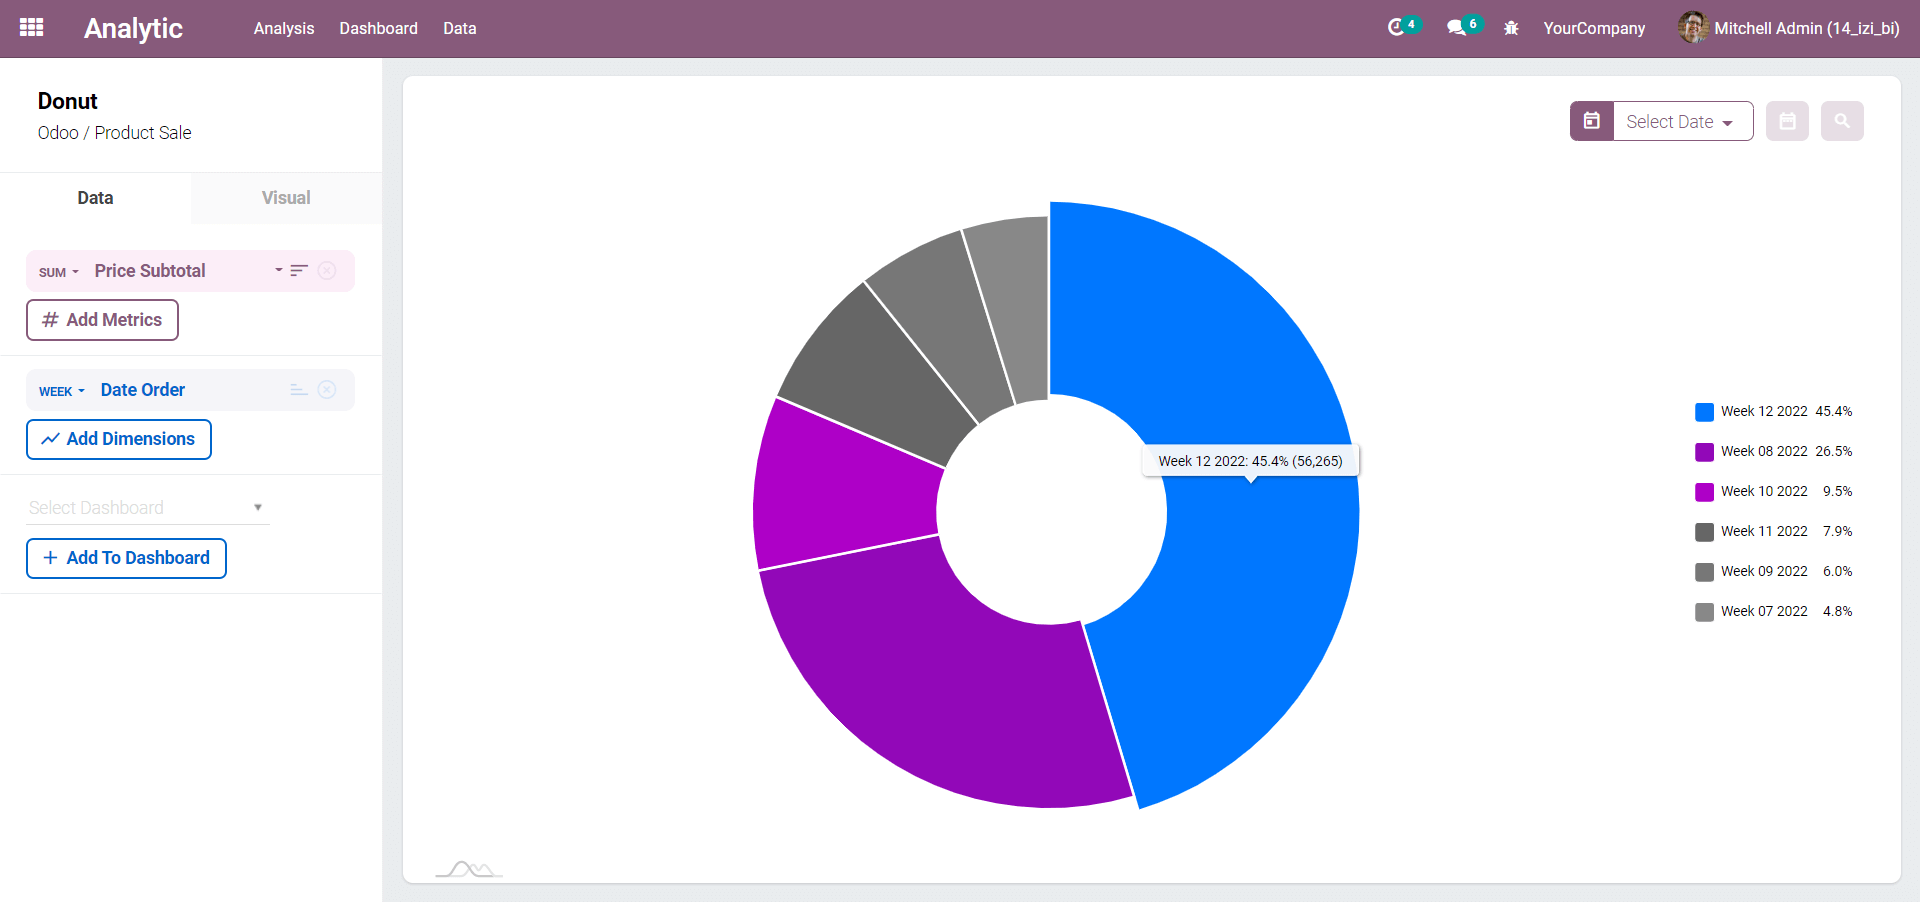 Analytic
Analysis
Dashboard
Data
4
6
YourCompany
Mitchell Admin (14_izi_bi)
Donut
Odoo / Product Sale
Data
Visual
SUM
Price Subtotal
Add Metrics
WEEK
Date Order
Add Dimensions
Select Dashboard
Add To Dashboard
Select Date
Week 12 2022: 45.4% (56,265)
Week 12 2022 45.4%
Week 08 2022 26.5%
Week 10 2022 9.5%
Week 11 2022 7.9%
Week 09 2022 6.0%
Week 07 2022 4.8%